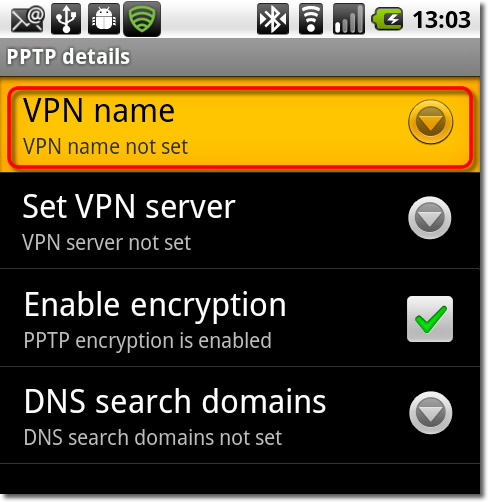 13:03
PPTP details
VPN name
VPN name not set
Set VPN server
VPN server not set
Enable encryption
PPTP encryption is enabled
DNS search domains
DNS search domains not set